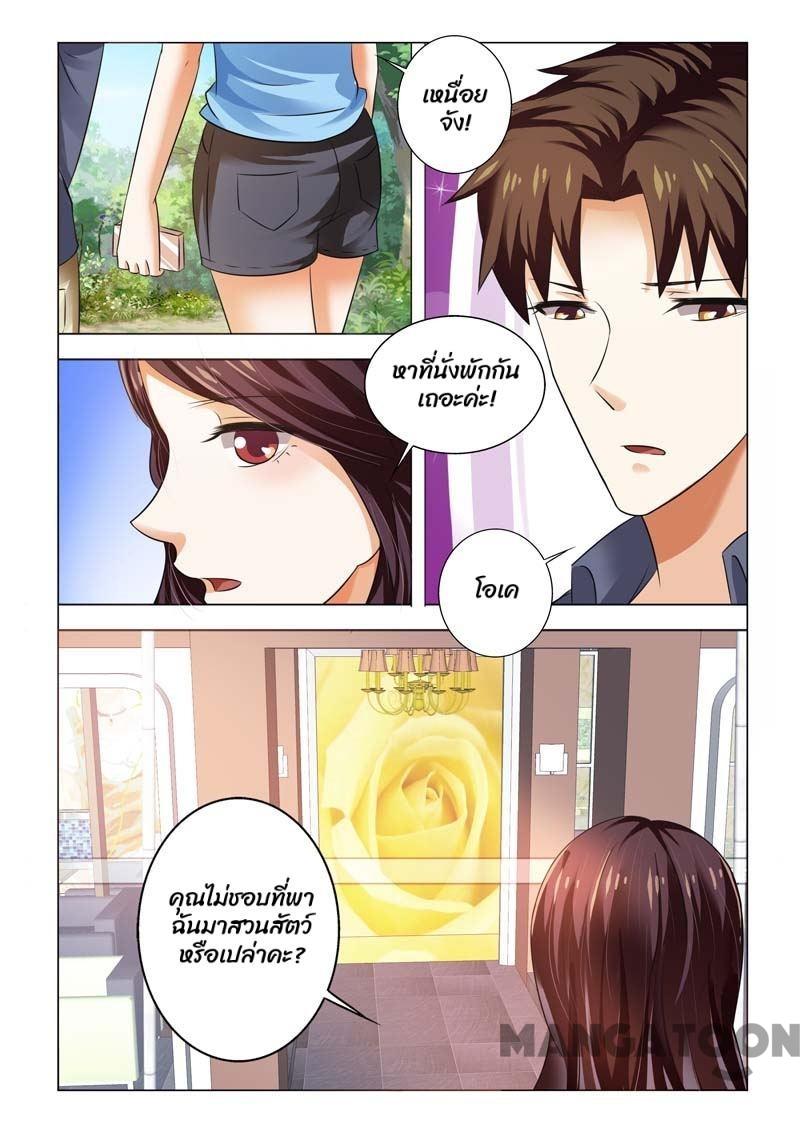 เหนื่อย
จัง!
หาที่นั่งพักกัน
เถอะค่ะ!
โอเค
คุณไม่ชอบที่พา
ฉันมาสวนสัตว์
หรือเปล่าคะ?
MANGATOON